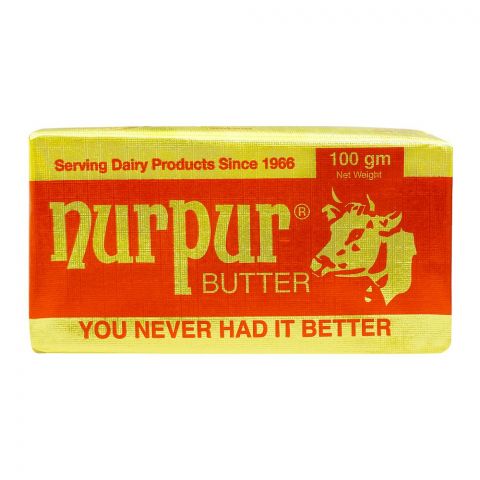 Serving Dairy Products Since 1966
100 gm
Net Weight
nurpur®
BUTTER
YOU NEVER HAD IT BETTER